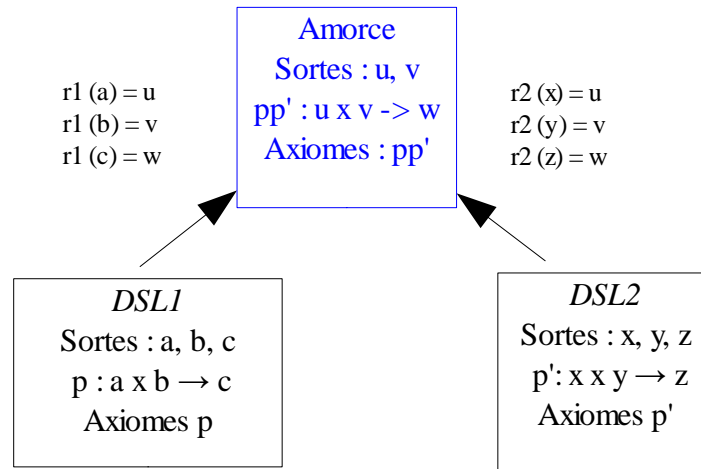 Amorce
Sortes : u, v
pp' : u x v -> w
Axiomes : pp'
r1 (a) = u
r1 (b) = v
r1 (c) = w
r2 (x) = u
r2 (y) = v
r2 (z) = w
DSL1
Sortes : a, b, c
p : a x b → c
Axiomes p
DSL2
Sortes : x, y, z
p': x x y → z
Axiomes p'